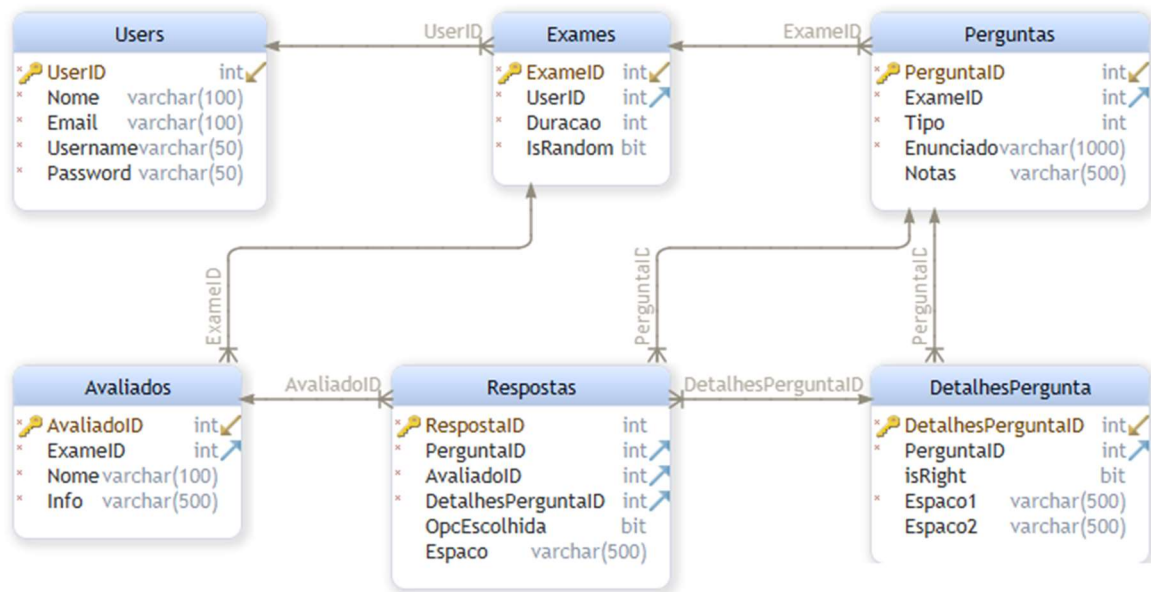 Users
UserID int
Nome varchar(100)
Email varchar(100)
Username varchar(50)
Password varchar(50)
UserID
Exames
ExameID int
UserID int
Duracao int
IsRandom bit
ExameID
Perguntas
PerguntaID int
ExameID int
Tipo int
Enunciado varchar(1000)
Notas varchar(500)
ExameID
PerguntaID
PerguntaID
Avaliados
AvaliadoID int
ExameID int
Nome varchar(100)
Info varchar(500)
AvaliadoID
Respostas
RespostaID int
PerguntaID int
AvaliadoID int
DetalhesPerguntaID int
OpcEscolhida bit
Espaco varchar(500)
DetalhesPerguntaID
DetalhesPergunta
DetalhesPerguntaID int
PerguntaID int
isRight bit
Espaco1 varchar(500)
Espaco2 varchar(500)